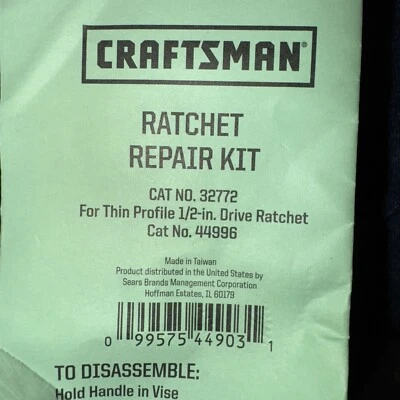 CRAFTSMAN®
RATCHET
REPAIR KIT
CAT NO. 32772
For Thin Profile 1/2-in. Drive Ratchet
Cat No. 44996
Made in Taiwan
Product distributed in the United States by
Sears Brands Management Corporation
Hoffman Estates, IL 60179
0 99575 44903 1
TO DISASSEMBLE:
Hold Handle in Vise